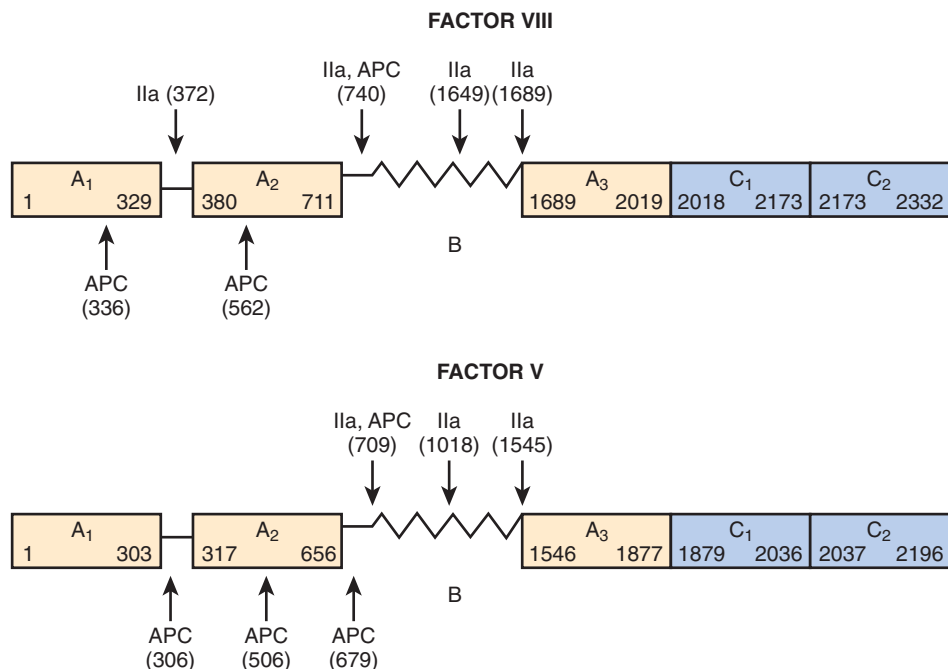 FACTOR VIII
IIa, APC IIa IIa
IIa (372) (740) (1649) (1689)
A1 A2 A3 C1 C2
1 329 380 711 1689 2019 2018 2173 2173 2332
B
APC APC
(336) (562)
FACTOR V
IIa, APC IIa IIa
(709) (1018) (1545)
A1 A2 A3 C1 C2
1 303 317 656 1546 1877 1879 2036 2037 2196
B
APC APC APC
(306) (506) (679)